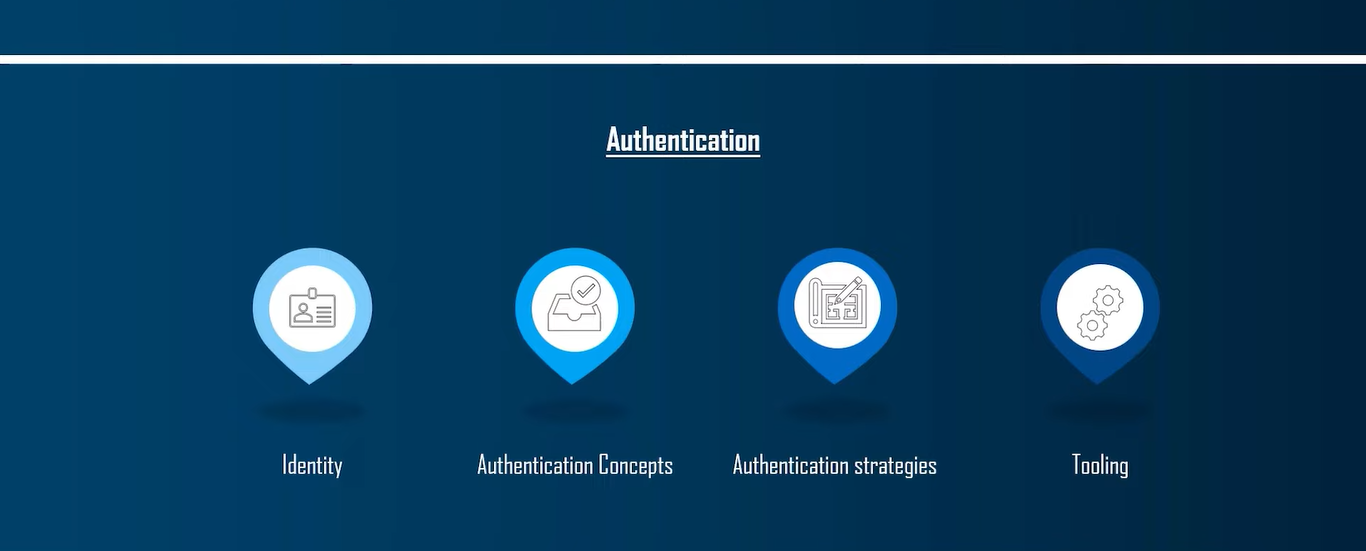 Authentication
Identity
Authentication Concepts
Authentication strategies
Tooling